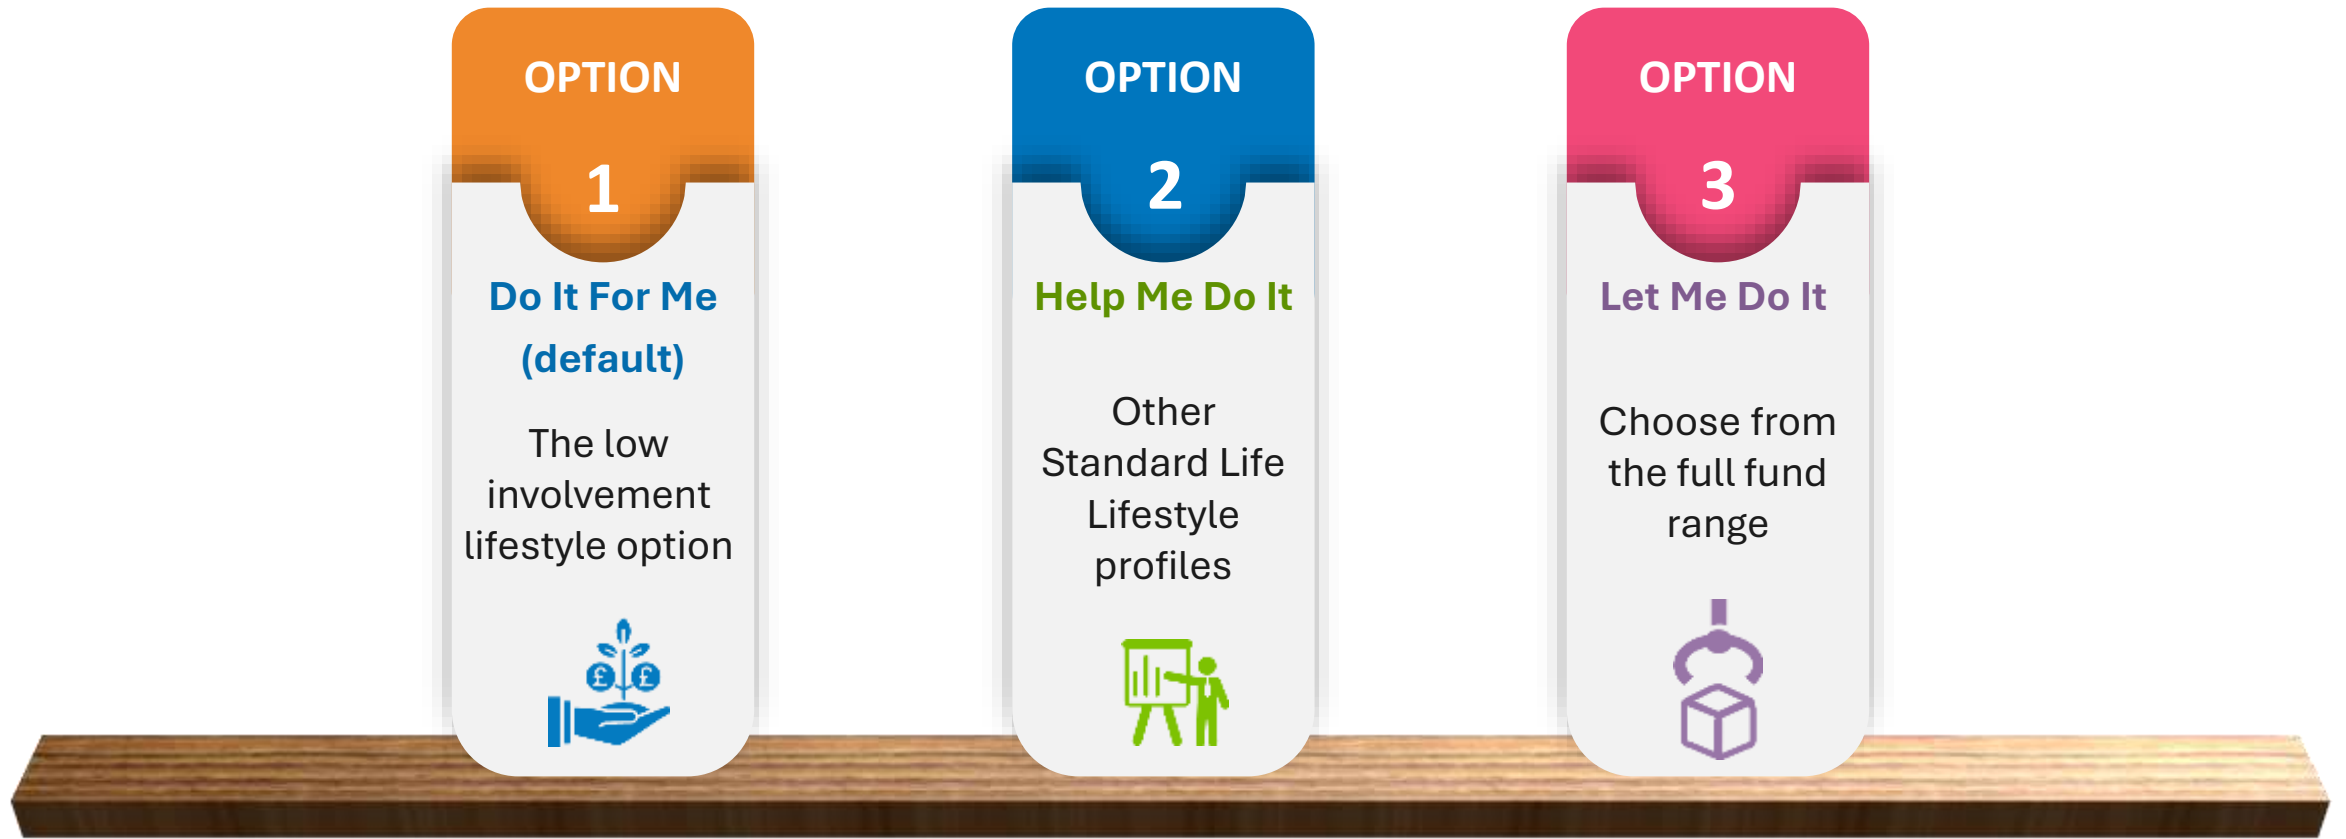 OPTION
1
Do It For Me
(default)
The low
involvement
lifestyle option
££
OPTION
2
Help Me Do It
Other
Standard Life
Lifestyle
profiles
OPTION
3
Let Me Do It
Choose from
the full fund
range